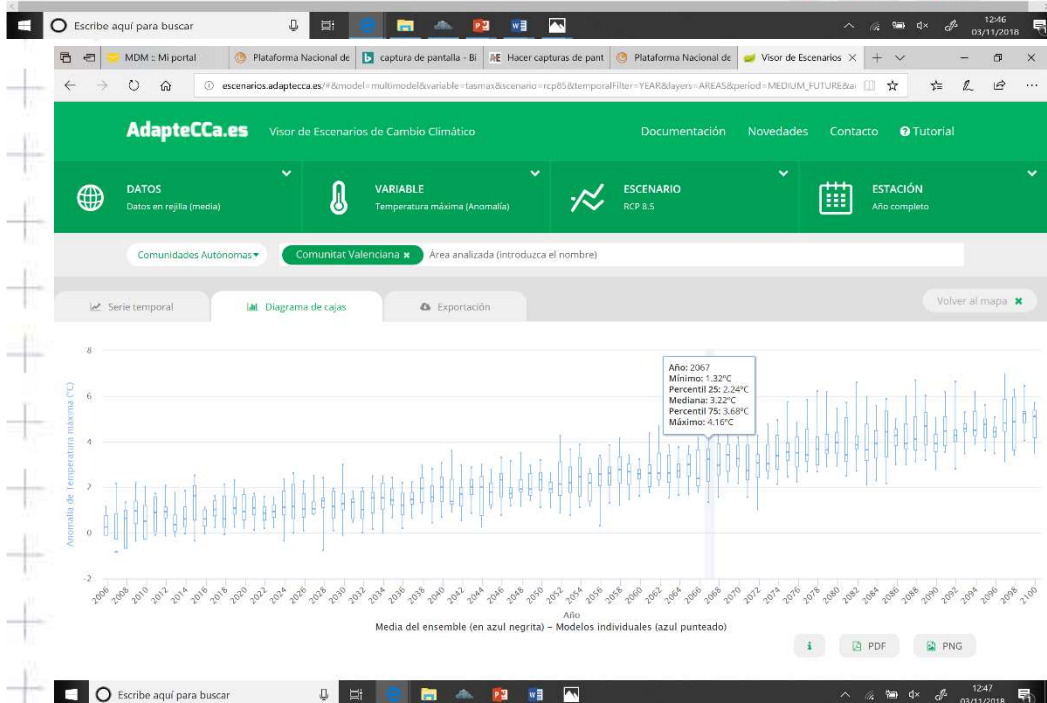 Escribe aquí para buscar
12:46
03/11/2018
MDM :: Mi portal
Plataforma Nacional de
captura de pantalla - Bi
Hacer capturas de pant
Plataforma Nacional de
Visor de Escenarios
escenarios.adaptecca.es/#&model=multimodel&variable=tasmax&escenario=rcp85&temporalFilter=YEAR&layers=AREAS&period=MEDIUM_FUTURE&
AdapteCCa.es Visor de Escenarios de Cambio Climático
Documentación Novedades Contacto Tutorial
DATOS
Datos en rejilla (media)
VARIABLE
Temperatura máxima (Anomalía)
ESCENARIO
RCP 8.5
ESTACIÓN
Año completo
Comunidades Autónomas
Comunitat Valenciana
Área analizada (introduzca el nombre)
Serie temporal
Diagrama de cajas
Exportación
Volver al mapa
8
6
4
2
0
-2
Anomalía de Temperatura máxima (°C)
Año: 2067
Mínimo: 1.32°C
Percentil 25: 2.24°C
Mediana: 3.22°C
Percentil 75: 3.68°C
Máximo: 4.16°C
2006 2008 2010 2012 2014 2016 2018 2020 2022 2024 2026 2028 2030 2032 2034 2036 2038 2040 2042 2044 2046 2048 2050 2052 2054 2056 2058 2060 2062 2064 2066 2068 2070 2072 2074 2076 2078 2080 2082 2084 2086 2088 2090 2092 2094 2096 2098 2100
Año
Media del ensemble (en azul negrita) – Modelos individuales (azul punteado)
i
PDF
PNG
Escribe aquí para buscar
12:47
03/11/2018